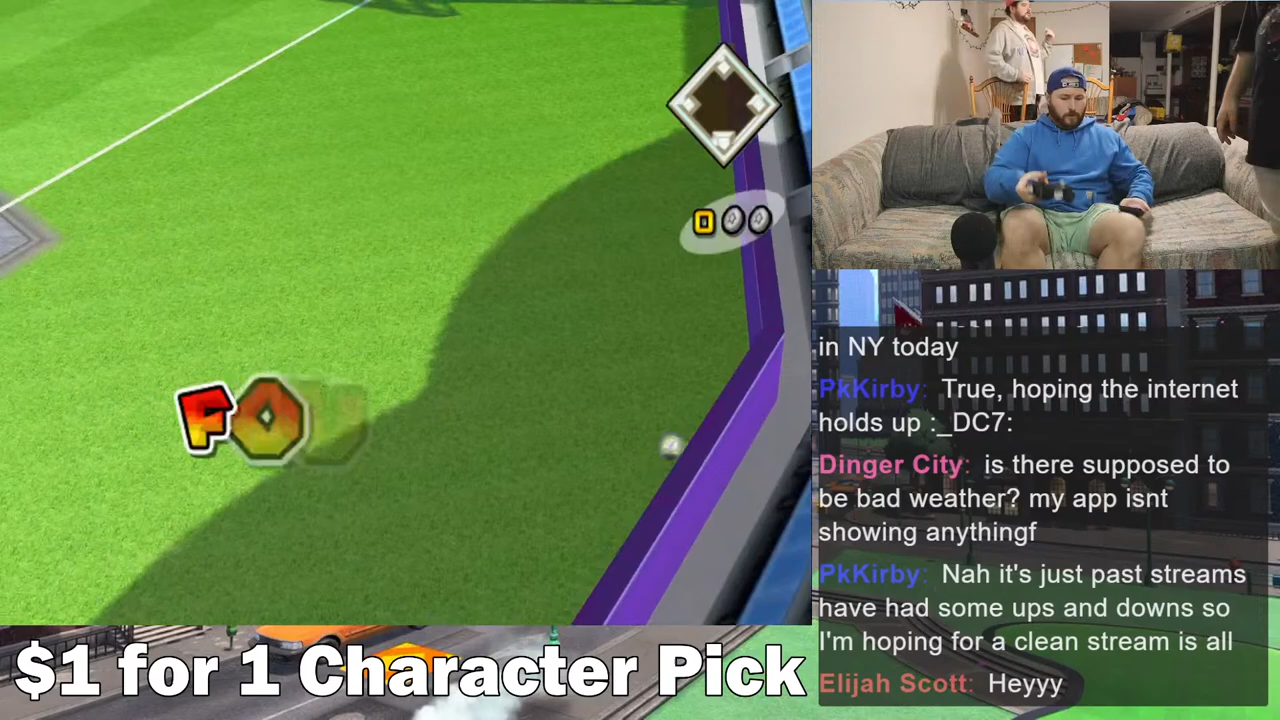 FOU
in NY today
PkKirby: True, hoping the internet
holds up :_DC7:
Dinger City: is there supposed to
be bad weather? my app isnt
showing anythingf
PkKirby: Nah it's just past streams
have had some ups and downs so
I'm hoping for a clean stream is all
Elijah Scott: Heyyy
$1 for 1 Character Pick